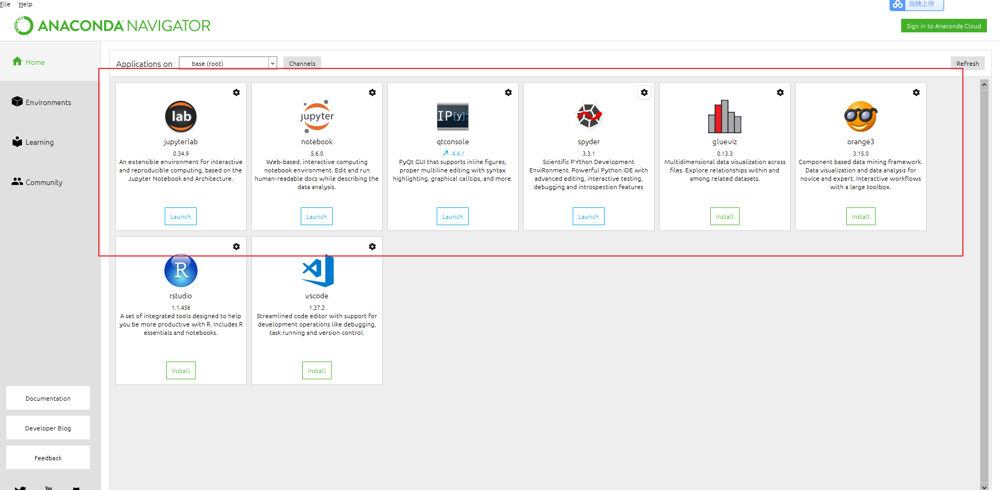 File Help
拖拽上传
ANACONDA NAVIGATOR
Sign in to Anaconda Cloud
Home
Environments
Learning
Community
Documentation
Developer Blog
Feedback
You
Applications on base (root) Channels Refresh
lab
jupyterlab
0.34.9
An extensible environment for interactive
and reproducible computing, based on the
Jupyter Notebook and Architecture.
Launch
jupyter
notebook
5.6.0
Web-based, interactive computing
notebook environment. Edit and run
human-readable docs while describing the
data analysis.
Launch
IP[y]:
qtconsole
4.4.1
PyQt GUI that supports inline figures,
proper multiline editing with syntax
highlighting, graphical calltips, and more.
Launch
spyder
3.3.1
Scientific PYthon Development
EnviRonment. Powerful Python IDE with
advanced editing, interactive testing,
debugging and introspection features
Launch
glueviz
0.13.3
Multidimensional data visualization across
files. Explore relationships within and
among related datasets.
Install
orange3
3.15.0
Component based data mining framework.
Data visualization and data analysis for
novice and expert. Interactive workflows
with a large toolbox.
Install
R
rstudio
1.1.456
A set of integrated tools designed to help
you be more productive with R. Includes R
essentials and notebooks.
Install
vscode
1.27.2
Streamlined code editor with support for
development operations like debugging,
task running and version control.
Install